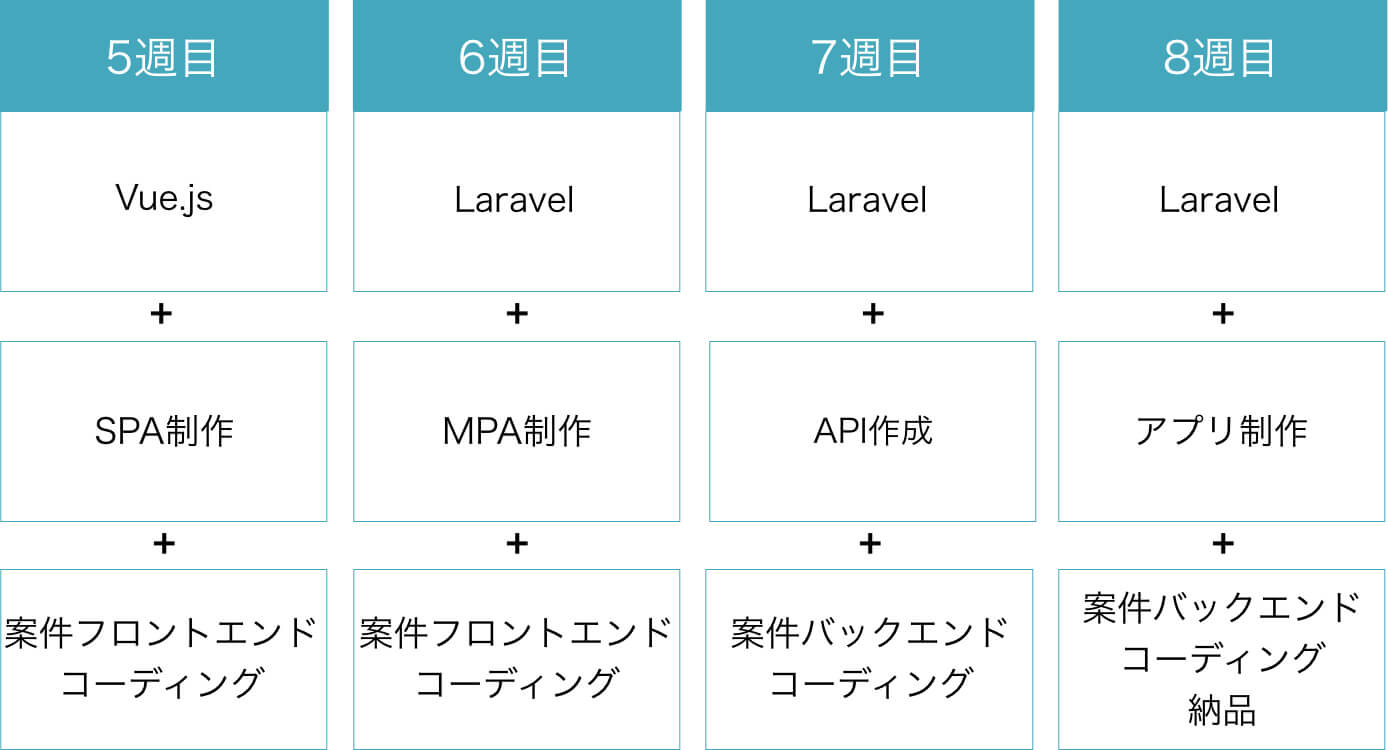 5週目
6週目
7週目
8週目
Vue.js
Laravel
Laravel
Laravel
+
+
+
+
SPA制作
MPA制作
API作成
アプリ制作
+
+
+
+
案件フロントエンド
コーディング
案件フロントエンド
コーディング
案件バックエンド
コーディング
案件バックエンド
コーディング
納品